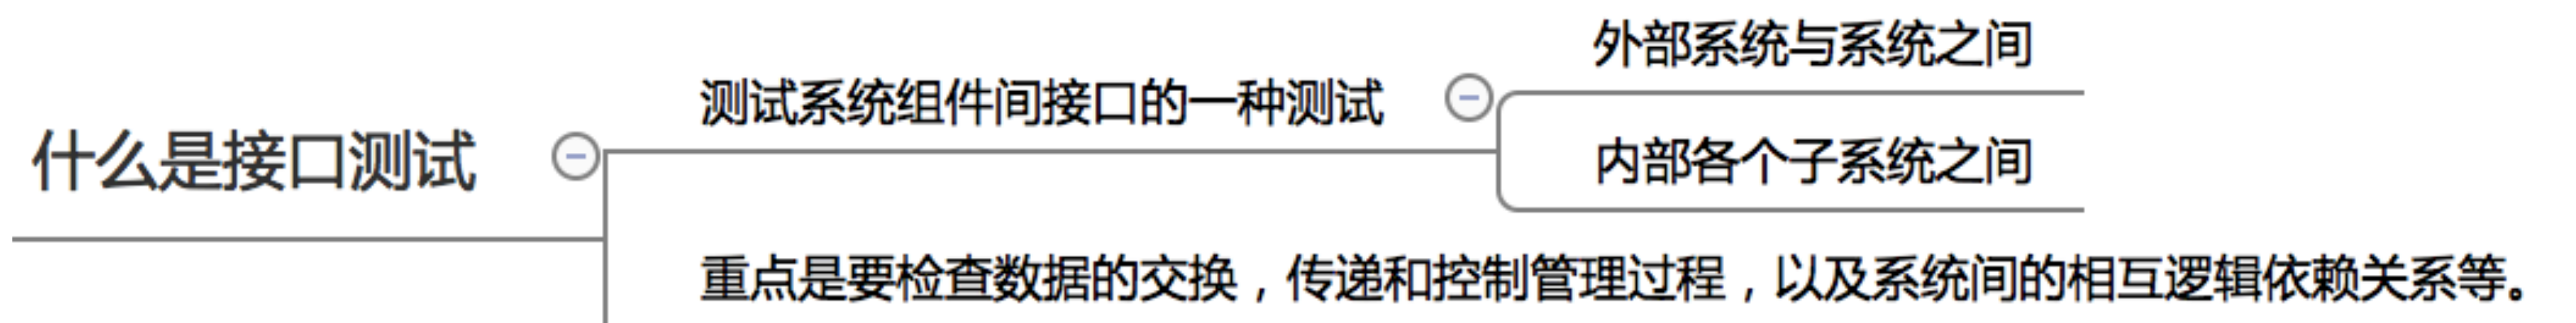 什么是接口测试
测试系统组件间接口的一种测试
外部系统与系统之间
内部各个子系统之间
重点是要检查数据的交换，传递和控制管理过程，以及系统间的相互逻辑依赖关系等。